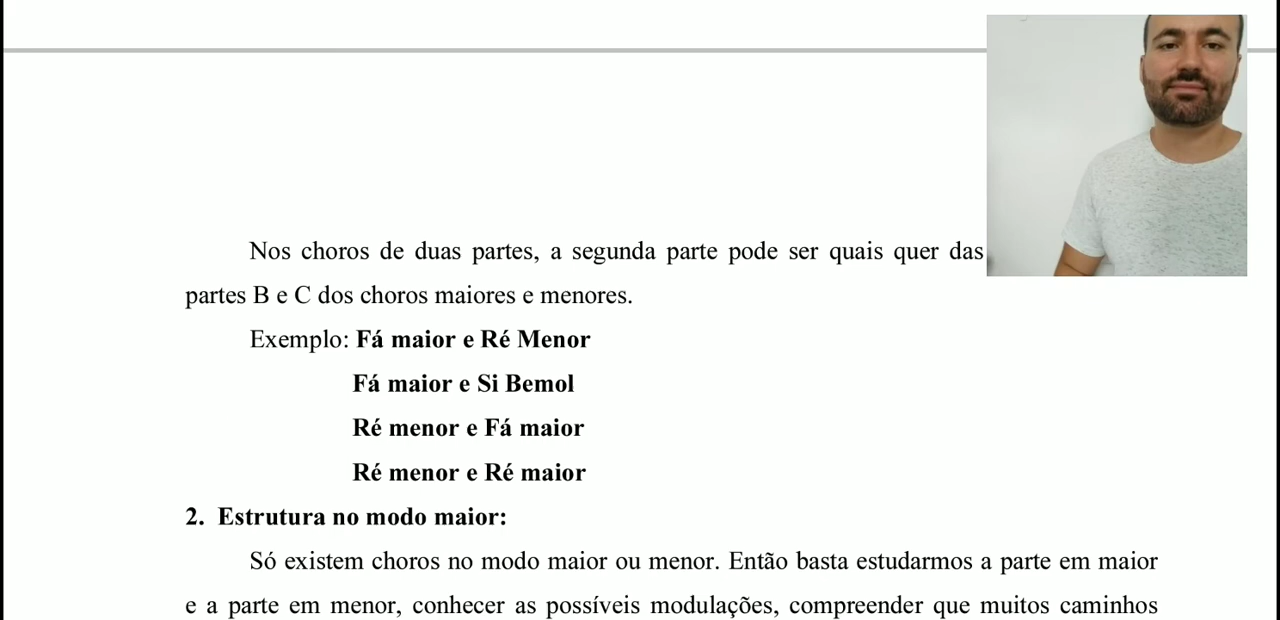 Nos choros de duas partes, a segunda parte pode ser quais quer das
partes B e C dos choros maiores e menores.
Exemplo: Fá maior e Ré Menor
Fá maior e Si Bemol
Ré menor e Fá maior
Ré menor e Ré maior
2. Estrutura no modo maior:
Só existem choros no modo maior ou menor. Então basta estudarmos a parte em maior
e a parte em menor, conhecer as possíveis modulações, compreender que muitos caminhos